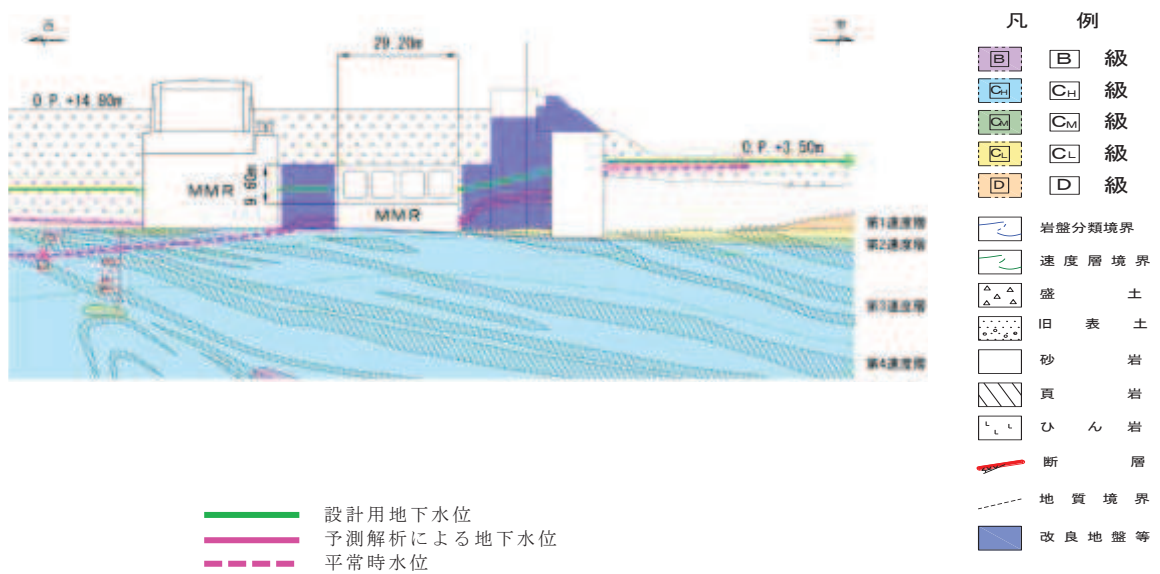 西
東
29.20m
O.P.+14.80m
O.P.+3.50m
9.60m
MMR
MMR
第1速度層
第2速度層
第3速度層
第4速度層
凡 例
B B 級
CH CH 級
CM CM 級
CL CL 級
D D 級
岩盤分類境界
速度層境界
盛土
旧表土
砂岩
頁岩
ひん岩
断層
地質境界
改良地盤等
設計用地下水位
予測解析による地下水位
平常時水位